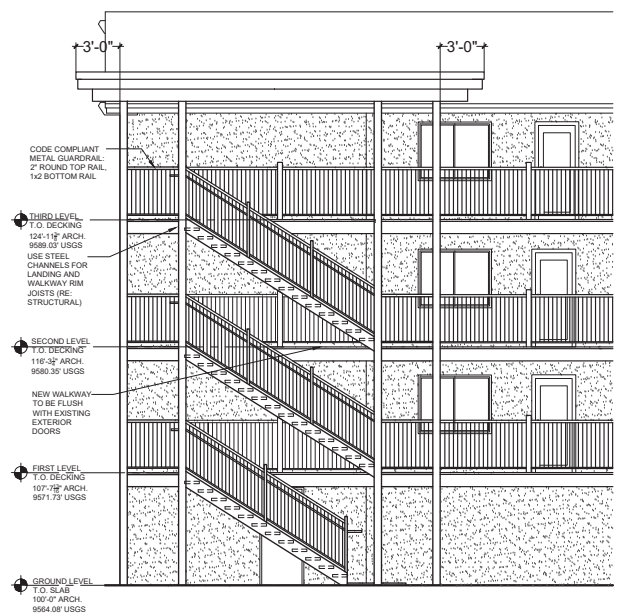 3'-0" 3'-0"
CODE COMPLIANT
METAL GUARDRAIL:
2" ROUND TOP RAIL,
1x2 BOTTOM RAIL
THIRD LEVEL
T.O. DECKING
ARCH.
9589.03' USGS
USE STEEL
CHANNELS FOR
LANDING AND
WALKWAY RIM
JOISTS (RE:
STRUCTURAL)
SECOND LEVEL
T.O. DECKING
ARCH.
9580.35' USGS
NEW WALKWAY
TO BE FLUSH
WITH EXISTING
EXTERIOR
DOORS
FIRST LEVEL
T.O. DECKING
ARCH.
9571.73' USGS
GROUND LEVEL
T.O. SLAB
100'-0" ARCH.
9564.08' USGS